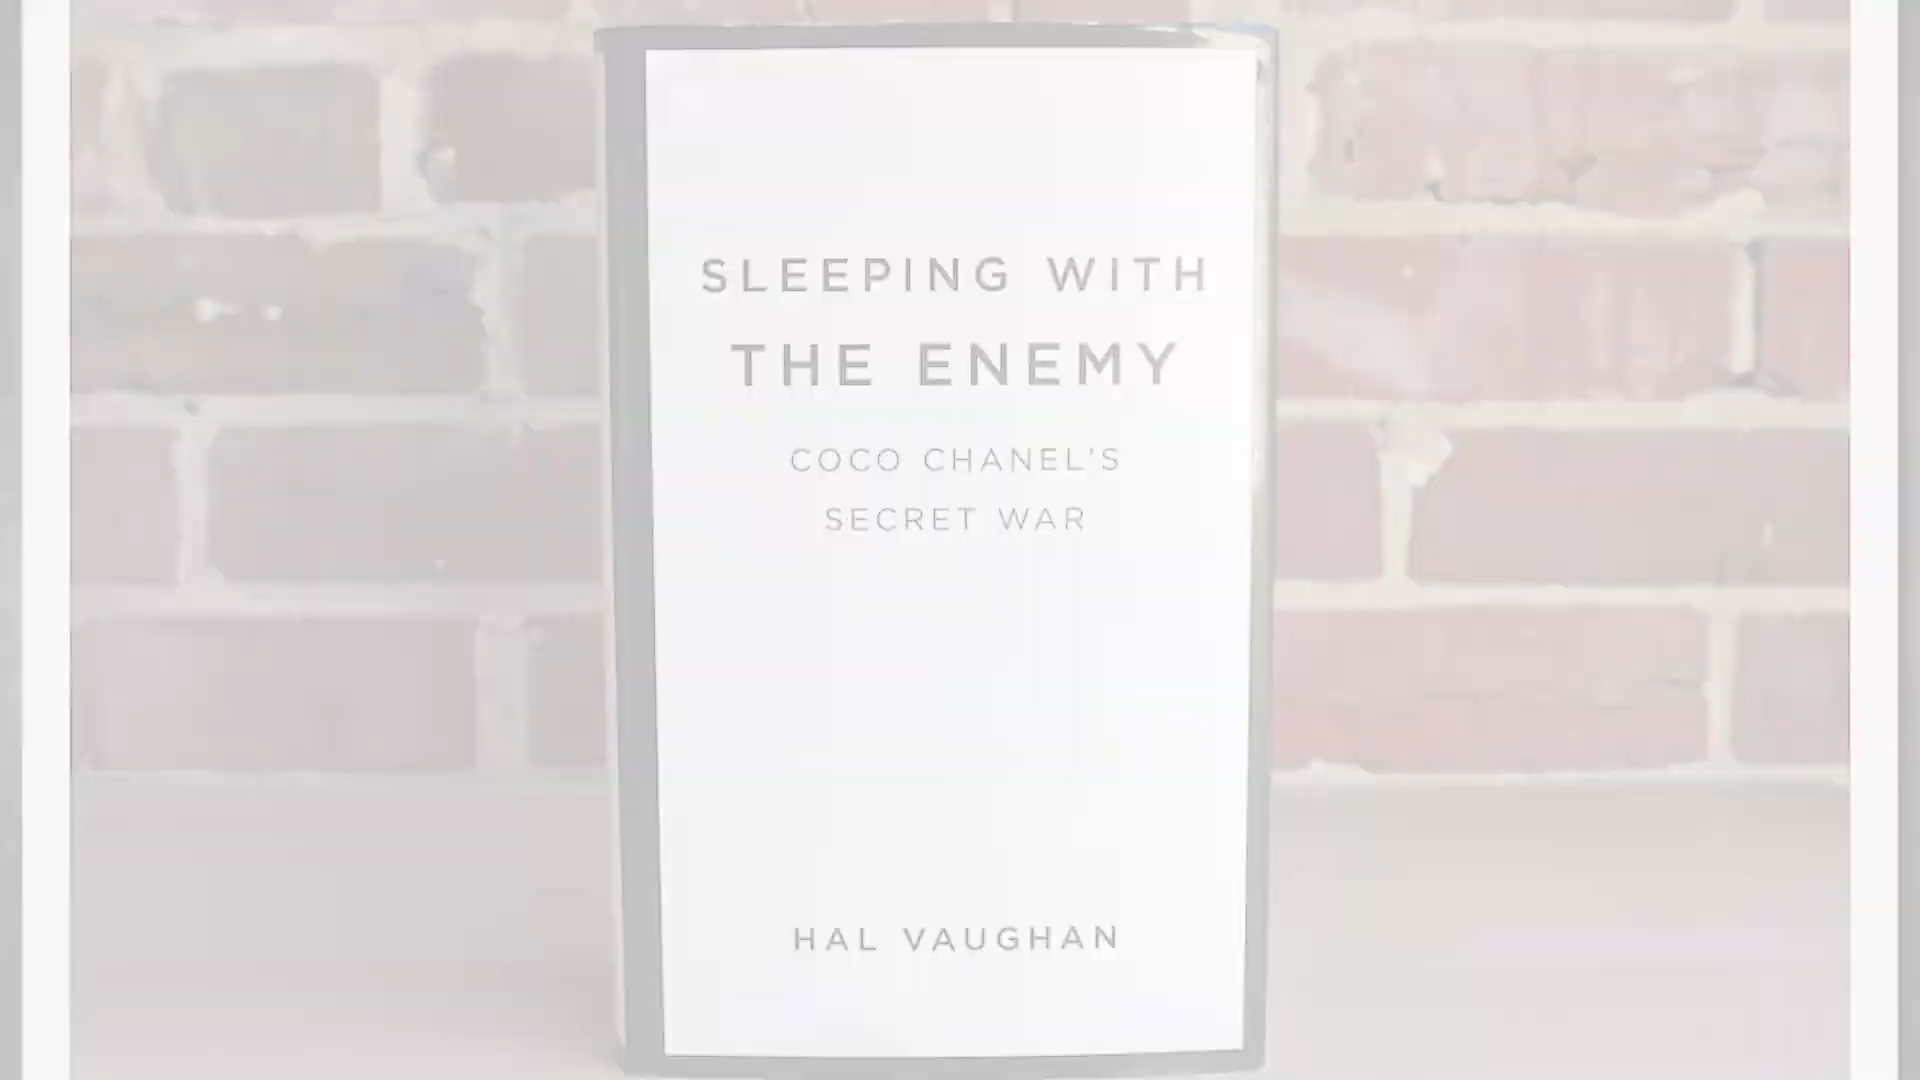 SLEEPING WITH
THE ENEMY
COCO CHANEL'S
SECRET WAR
HAL VAUGHAN